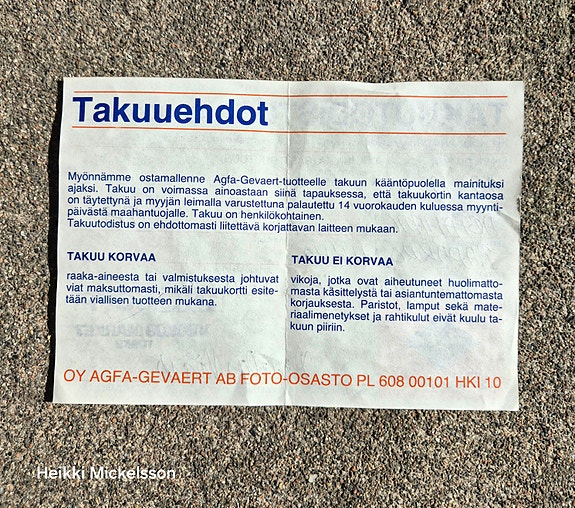 Takuuehdot
Myönnämme ostamallenne Agfa-Gevaert-tuotteelle takuun kääntöpuolella mainituksi
ajaksi. Takuu on voimassa ainoastaan siinä tapauksessa, että takuukortin kantaosa
on täytettynä ja myyjän leimalla varustettuna palautettu 14 vuorokauden kuluessa myynti-
päivästä maahantuojalle. Takuu on henkilökohtainen.
Takuutodistus on ehdottomasti liitettävä korjattavan laitteen mukaan.
TAKUU KORVAA
raaka-aineesta tai valmistuksesta johtuvat
viat maksuttomasti, mikäli takuukortti esite-
tään viallisen tuotteen mukana.
TAKUU EI KORVAA
vikoja, jotka ovat aiheutuneet huolimatto-
masta käsittelystä tai asiantuntemattomasta
korjauksesta. Paristot, lamput sekä mate-
riaalimenetykset ja rahtikulut eivät kuulu ta-
kuun piiriin.
OY AGFA-GEVAERT AB FOTO-OSASTO PL 608 00101 HKI 10
Heikki Mickelsson